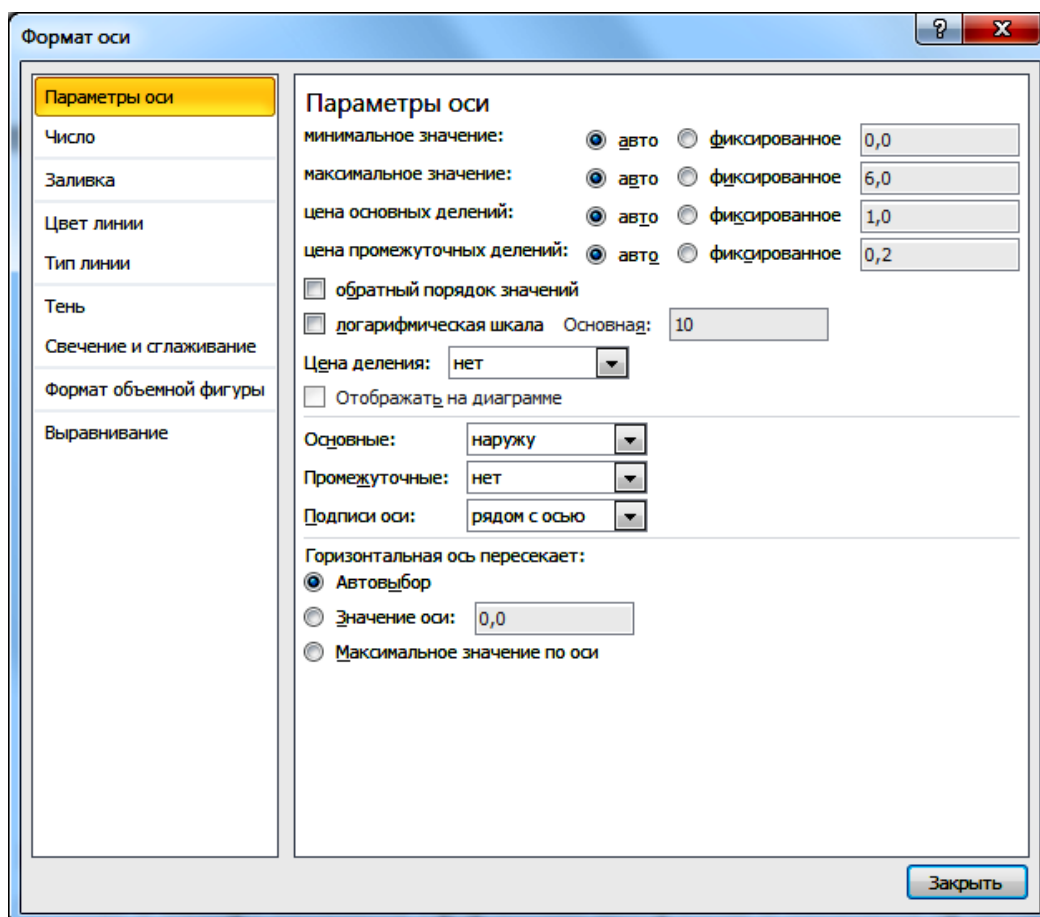 Формат оси
Параметры оси
Число
Заливка
Цвет линии
Тип линии
Тень
Свечение и сглаживание
Формат объемной фигуры
Выравнивание
Параметры оси
минимальное значение: авто фиксированное 0,0
максимальное значение: авто фиксированное 6,0
цена основных делений: авто фиксированное 1,0
цена промежуточных делений: авто фиксированное 0,2
обратный порядок значений
логарифмическая шкала Основная: 10
Цена деления: нет
Отображать на диаграмме
Основные: наружу
Промежуточные: нет
Подписи оси: рядом с осью
Горизонтальная ось пересекает:
Автовыбор
Значение оси: 0,0
Максимальное значение по оси
Закрыть